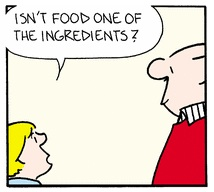 ISN'T FOOD ONE OF
THE INGREDIENTS?